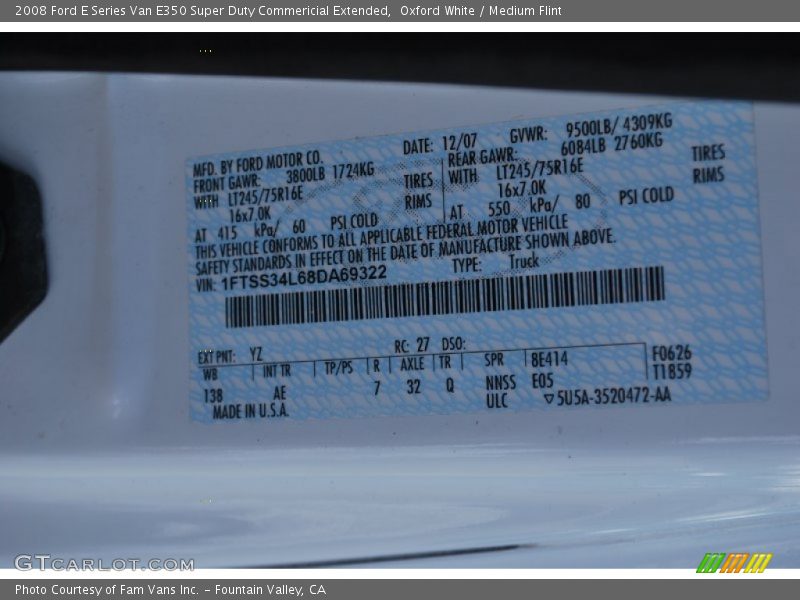 2008 Ford E Series Van E350 Super Duty Commericial Extended,  Oxford White / Medium Flint
MFD. BY FORD MOTOR CO. DATE: 12/07 GVWR: 9500LB/ 4309KG
FRONT GAWR: 3800LB 1724KG REAR GAWR: 6084LB 2760KG
WITH LT245/75R16E TIRES WITH LT245/75R16E TIRES
16x7.0K RIMS 16x7.0K RIMS
AT 415 kPa/ 60 PSI COLD AT 550 kPa/ 80 PSI COLD
THIS VEHICLE CONFORMS TO ALL APPLICABLE FEDERAL MOTOR VEHICLE
SAFETY STANDARDS IN EFFECT ON THE DATE OF MANUFACTURE SHOWN ABOVE.
VIN: 1FTSS34L68DA69322 TYPE: Truck
EXT PNT: YZ RC: 27 DSO:
WB INT TR TP/PS R AXLE TR SPR 8E414 F0626
138 AE 7 32 Q NNSS E05 T1859
MADE IN U.S.A. ULC ▽5U5A-3520472-AA
GTCARLOT.COM
Photo Courtesy of Fam Vans Inc. - Fountain Valley, CA